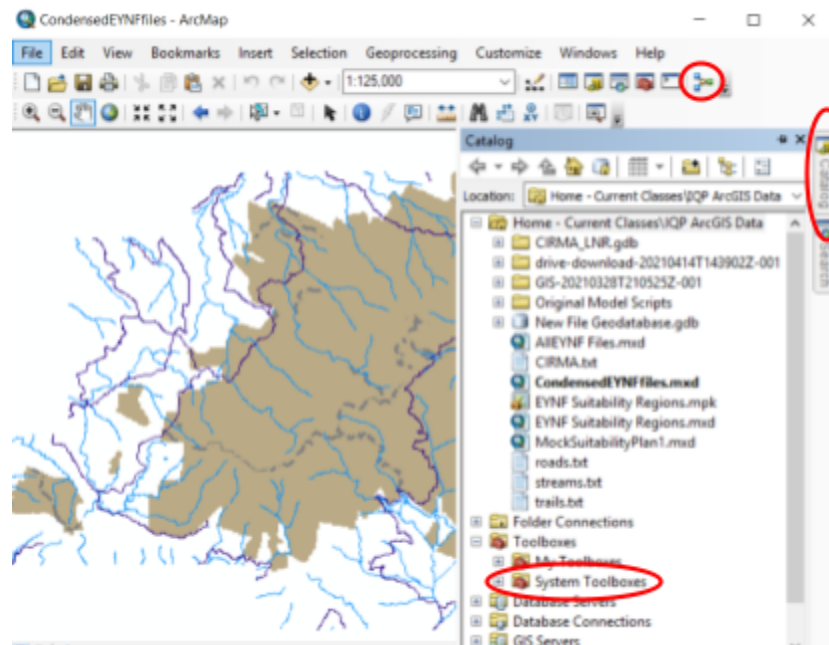 CondensedEYNFfiles - ArcMap
File Edit View Bookmarks Insert Selection Geoprocessing Customize Windows Help
1:125,000
Catalog
Location: Home - Current Classes\IQP ArcGIS Data
Home - Current Classes\IQP ArcGIS Data
CIRMA_LNR.gdb
drive-download-20210414T143902Z-001
GIS-20210328T210525Z-001
Original Model Scripts
New File Geodatabase.gdb
AllEYNF Files.mxd
CIRMA.txt
CondensedEYNFfiles.mxd
EYNF Suitability Regions.mpk
EYNF Suitability Regions.mxd
MockSuitabilityPlan1.mxd
roads.txt
streams.txt
trails.txt
Folder Connections
Toolboxes
My Toolboxes
System Toolboxes
Database Servers
Database Connections
GIS Servers
Catalog
Search